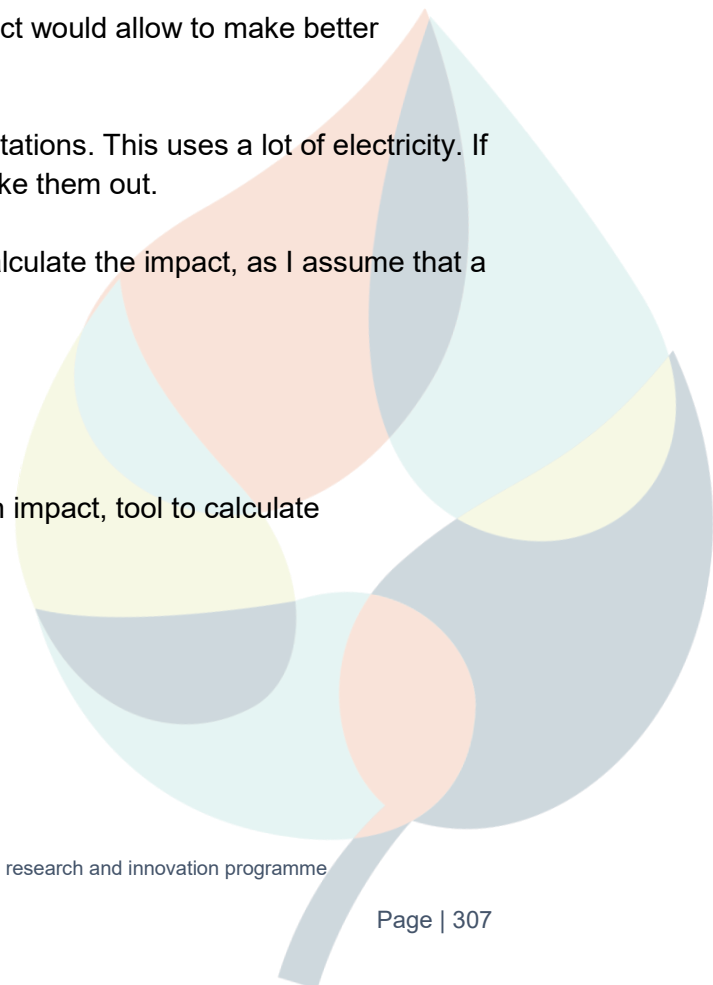 ct would allow to make better
tations. This uses a lot of electricity. If
ke them out.
lculate the impact, as I assume that a
impact, tool to calculate
research and innovation programme
Page | 307